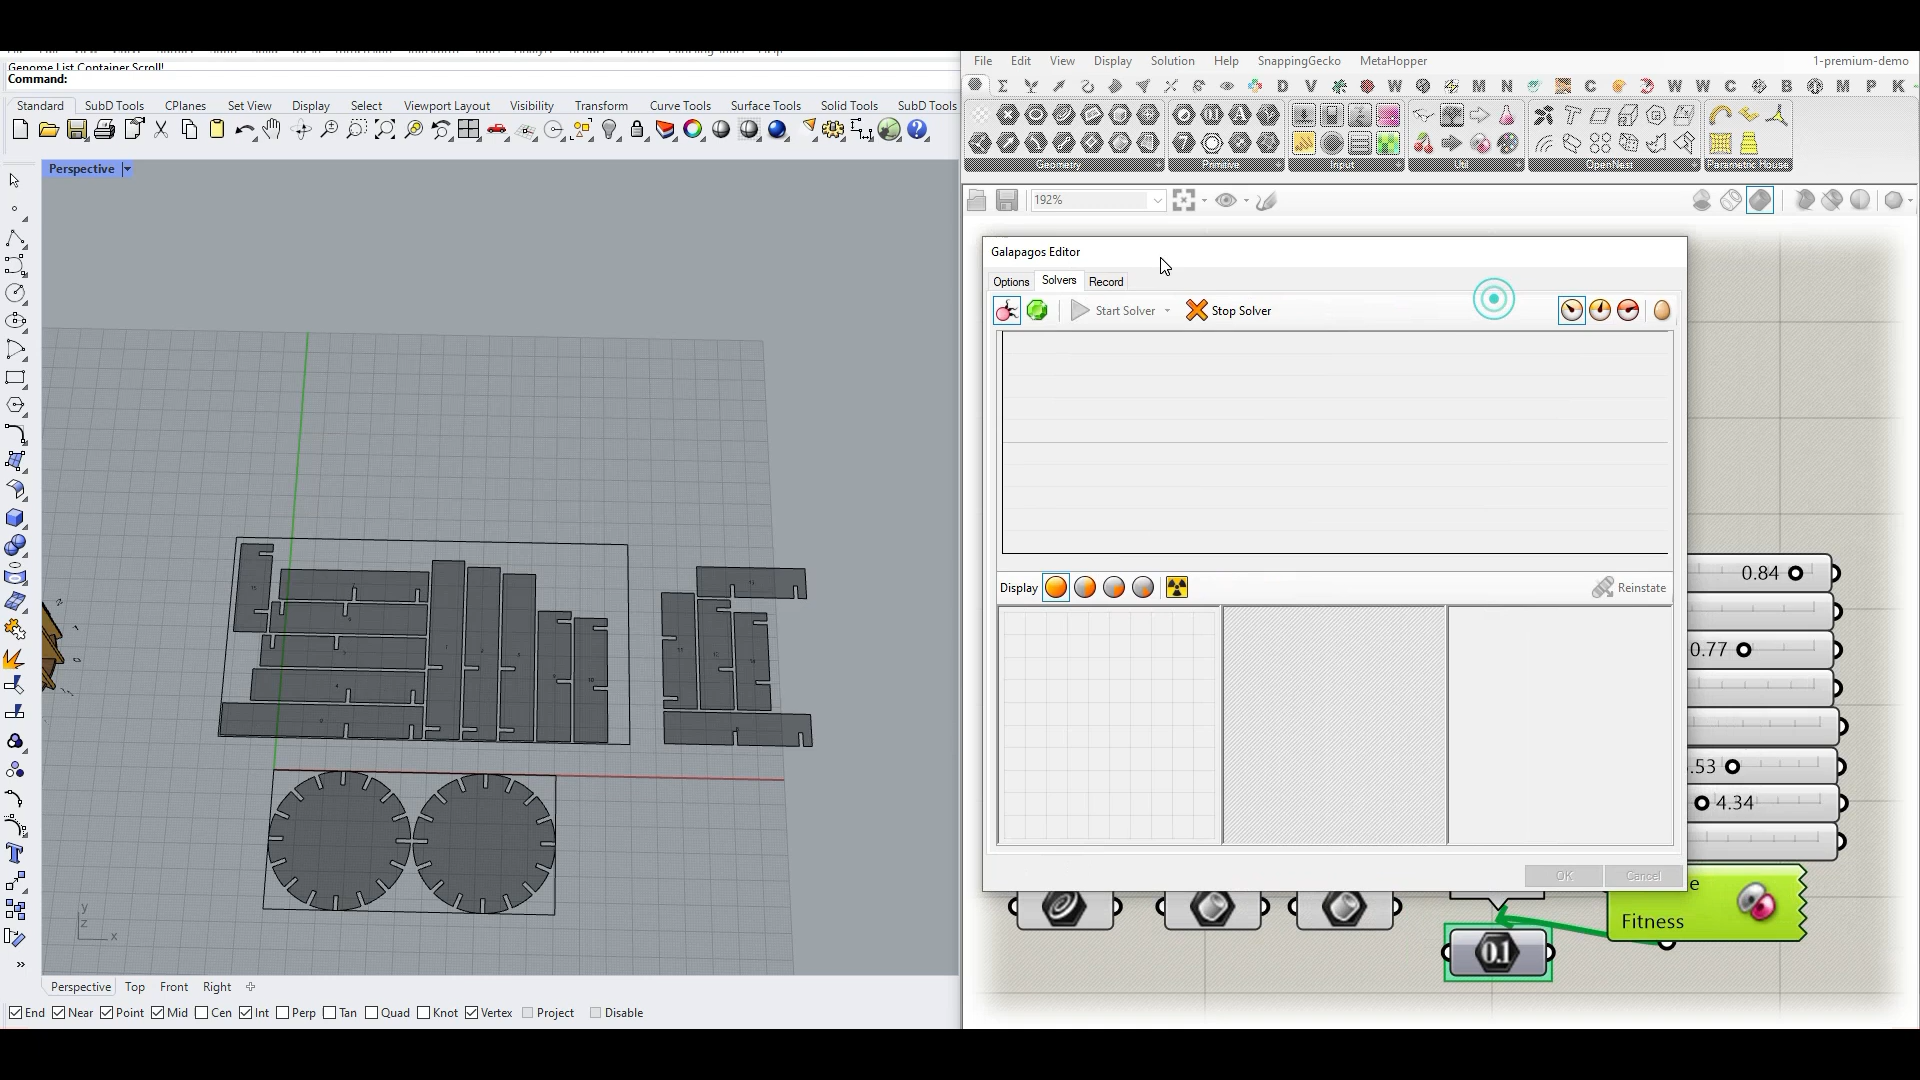 Genome List Container Scroll!
Command:
Standard SubD Tools CPlanes Set View Display Select Viewport Layout Visibility Transform Curve Tools Surface Tools Solid Tools SubD Tools
Perspective
y
z
x
Perspective Top Front Right
End Near Point Mid Cen Int Perp Tan Quad Knot Vertex Project Disable
File Edit View Display Solution Help SnappingGecko MetaHopper 1-premium-demo
Geometry Primitive Input Util OpenNest Parametric House
192%
Galapagos Editor
Options Solvers Record
Start Solver Stop Solver
Display Reinstate
OK Cancel
0.84
0.77
.53
4.34
e
Fitness
0.1